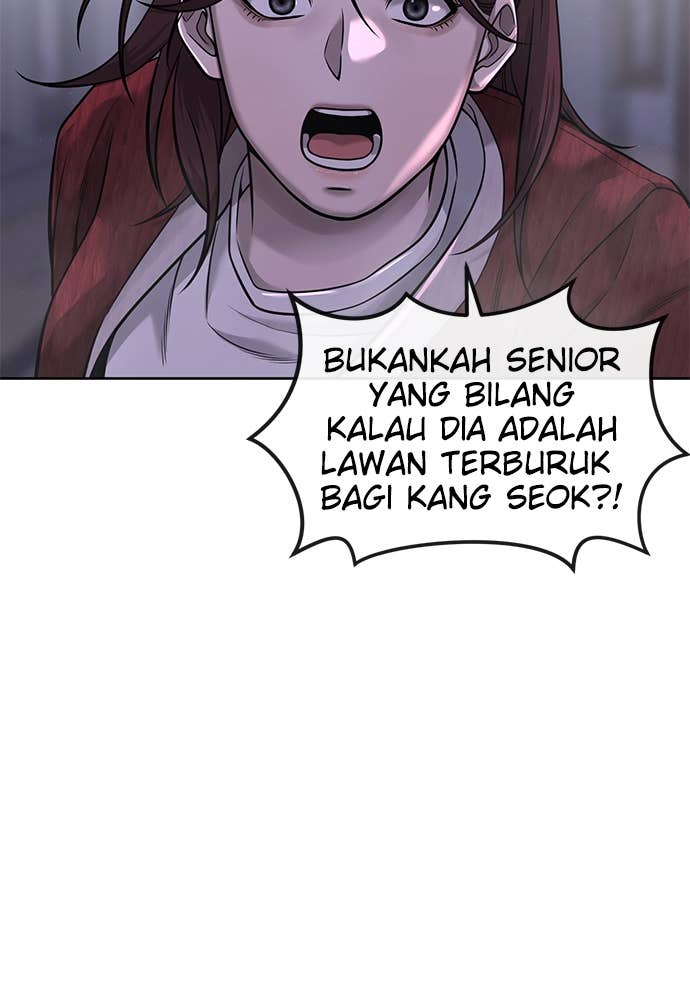 BUKANKAH SENIOR
YANG BILANG
KALAU DIA ADALAH
LAWAN TERBURUK
BAGI KANG SEOK?!